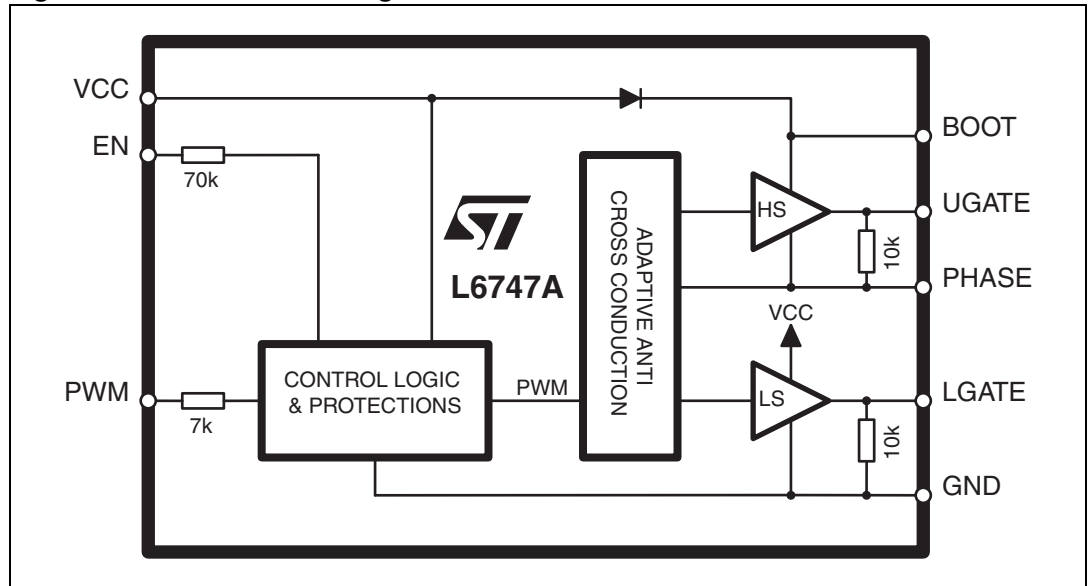 VCC
EN
70k
PWM
7k
ST
L6747A
CONTROL LOGIC
& PROTECTIONS
PWM
ADAPTIVE ANTI
CROSS CONDUCTION
HS
10k
VCC
LS
10k
BOOT
UGATE
PHASE
LGATE
GND